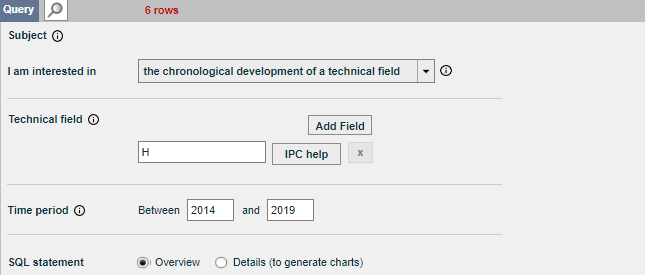 Query 6 rows
Subject
I am interested in the chronological development of a technical field
Technical field
Add Field
H IPC help x
Time period Between 2014 and 2019
SQL statement Overview Details (to generate charts)